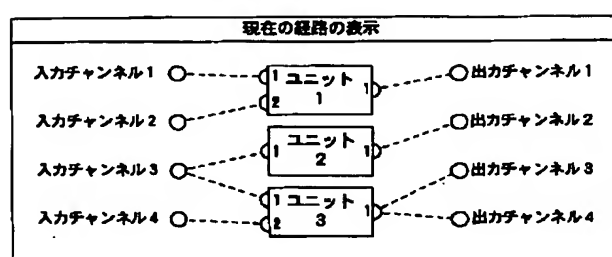 現在の経路の表示
入力チャンネル1
1 ユニット 1
出力チャンネル1
2 1
入力チャンネル2
出力チャンネル2
1 ユニット 1
2
入力チャンネル3
出力チャンネル3
1 ユニット 1
入力チャンネル4
2 3
出力チャンネル4